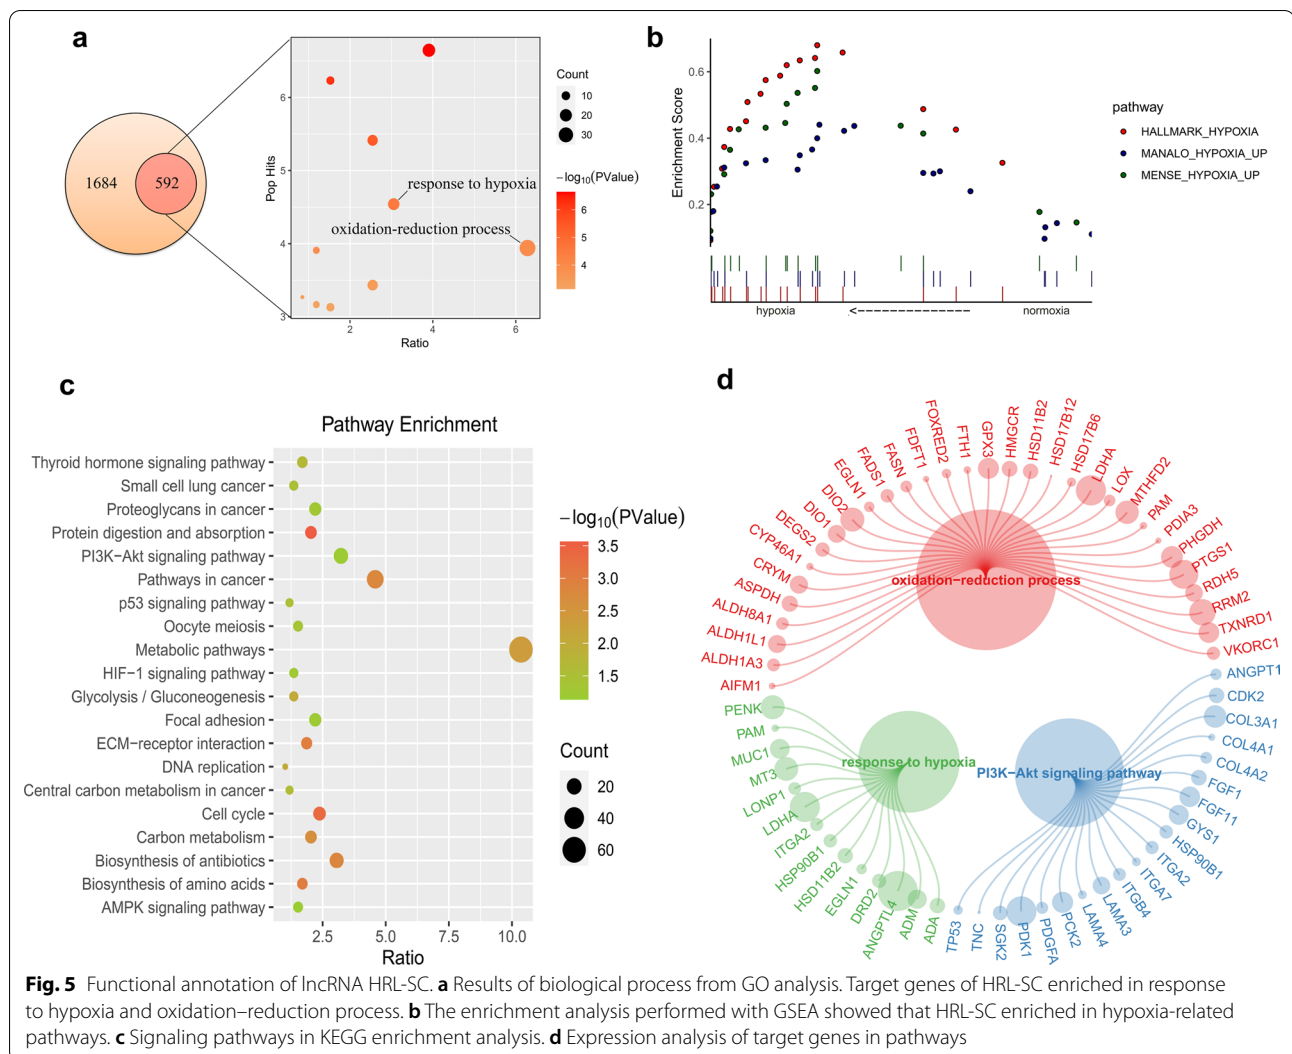 a
1684
592
Pop Hits
6
5
4
3
2
4
6
Ratio
response to hypoxia
oxidation-reduction process
Count
10
20
30
−log10(PValue)
6
5
4
b
Enrichment Score
0.6
0.4
0.2
hypoxia
normoxia
pathway
HALLMARK_HYPOXIA
MANALO_HYPOXIA_UP
MENSE_HYPOXIA_UP
c
Pathway Enrichment
Thyroid hormone signaling pathway
Small cell lung cancer
Proteoglycans in cancer
Protein digestion and absorption
PI3K−Akt signaling pathway
Pathways in cancer
p53 signaling pathway
Oocyte meiosis
Metabolic pathways
HIF−1 signaling pathway
Glycolysis / Gluconeogenesis
Focal adhesion
ECM−receptor interaction
DNA replication
Central carbon metabolism in cancer
Cell cycle
Carbon metabolism
Biosynthesis of antibiotics
Biosynthesis of amino acids
AMPK signaling pathway
2.5
5.0
7.5
10.0
Ratio
−log10(PValue)
3.5
3.0
2.5
2.0
1.5
Count
20
40
60
d
AIFM1
ALDH1A3
ALDH1L1
ALDH8A1
ASPDH
CRYM
CYP46A1
DEGS2
DIO1
DIO2
EGLN1
FADS1
FASN
FDFT1
FOXRED2
FTH1
GPX3
HMGCR
HSD11B2
HSD17B12
HSD17B6
LDHA
LOX
MTHFD2
PAM
PDIA3
PHGDH
PTGS1
RDH5
RRM2
TXNRD1
VKORC1
oxidation−reduction process
ANGPT1
CDK2
COL3A1
COL4A1
COL4A2
FGF1
FGF11
GYS1
HSP90B1
ITGA2
ITGA7
ITGB4
LAMA3
LAMA4
PCK2
PDGFA
PDK1
SGK2
TNC
TP53
PI3K−Akt signaling pathway
PENK
PAM
MUC1
MT3
LONP1
LDHA
ITGA2
HSP90B1
HSD11B2
EGLN1
DRD2
ANGPTL4
ADM
ADA
response to hypoxia
Fig. 5 Functional annotation of lncRNA HRL-SC. a Results of biological process from GO analysis. Target genes of HRL-SC enriched in response
to hypoxia and oxidation–reduction process. b The enrichment analysis performed with GSEA showed that HRL-SC enriched in hypoxia-related
pathways. c Signaling pathways in KEGG enrichment analysis. d Expression analysis of target genes in pathways